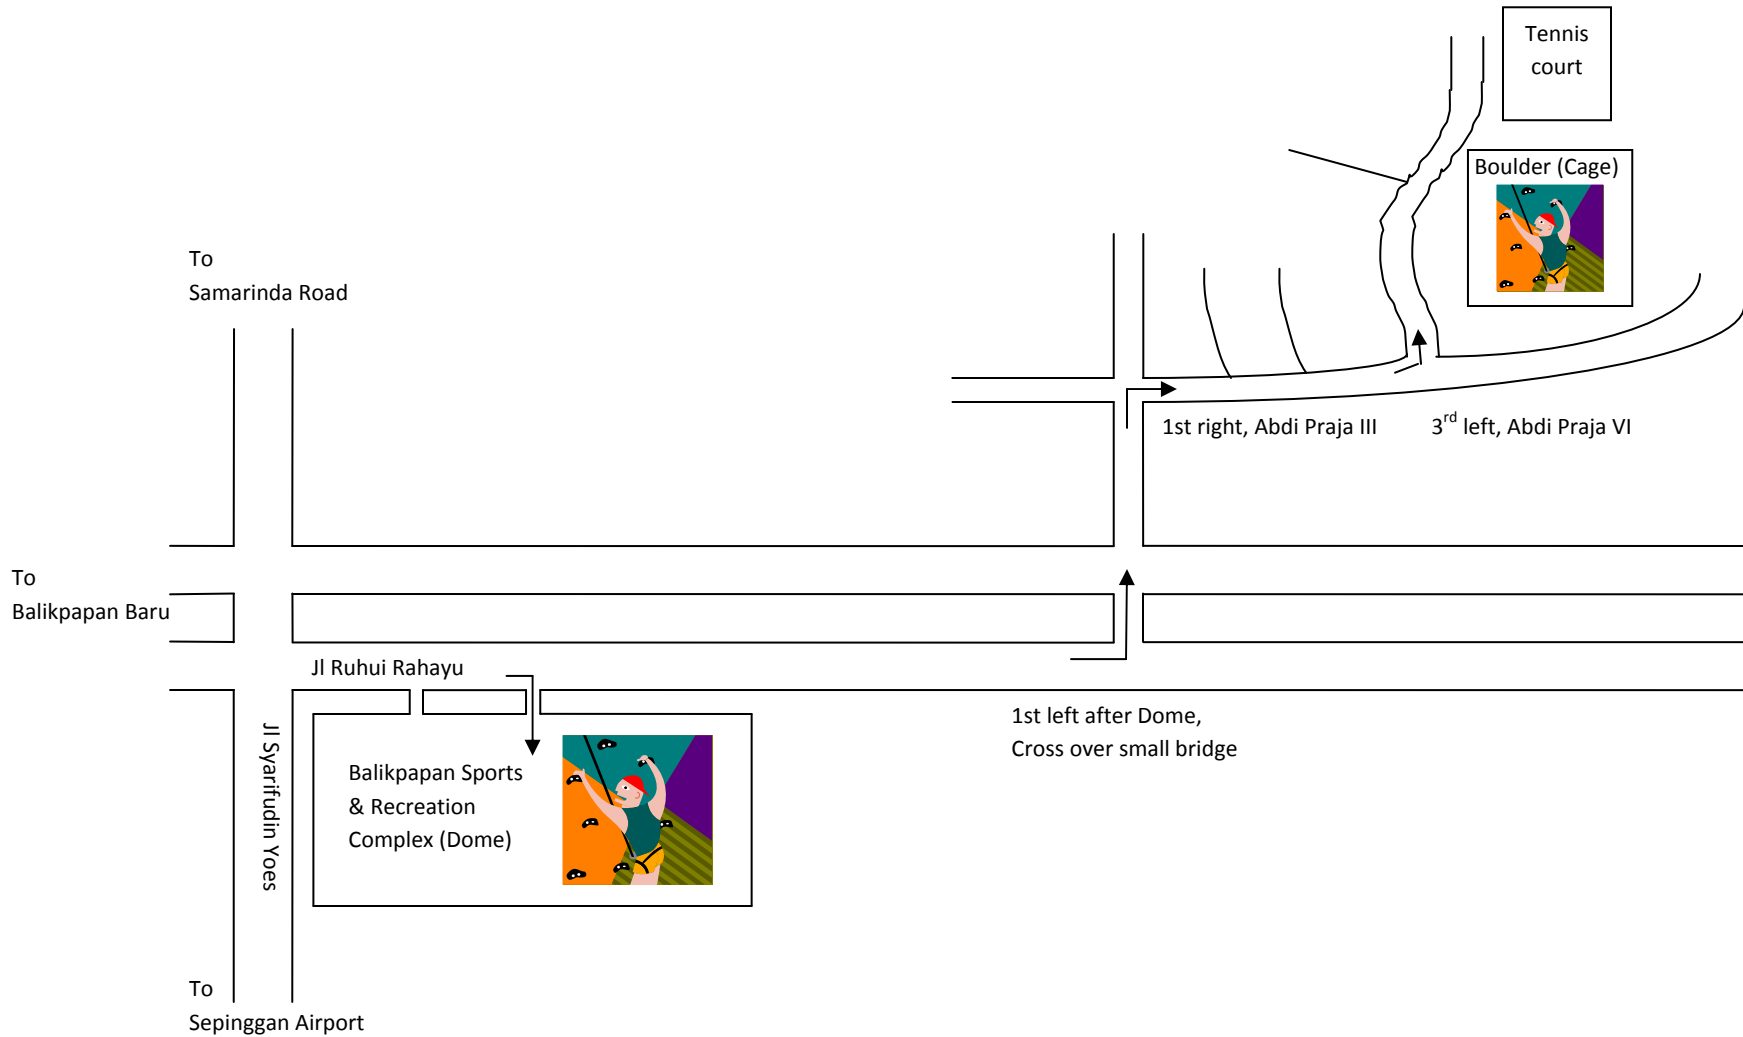 Tennis
court
Boulder (Cage)
To
Samarinda Road
1st right, Abdi Praja III
3rd left, Abdi Praja VI
To
Balikpapan Baru
Jl Ruhui Rahayu
1st left after Dome,
Cross over small bridge
Jl Syarifudin Yoes
Balikpapan Sports
& Recreation
Complex (Dome)
To
Sepinggan Airport